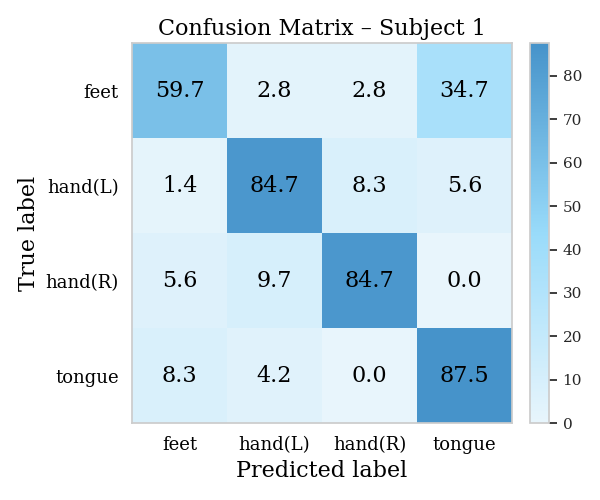 Confusion Matrix – Subject 1
True label
feet 59.7 2.8 2.8 34.7
hand(L) 1.4 84.7 8.3 5.6
hand(R) 5.6 9.7 84.7 0.0
tongue 8.3 4.2 0.0 87.5
feet hand(L) hand(R) tongue
Predicted label
80
70
60
50
40
30
20
10
0